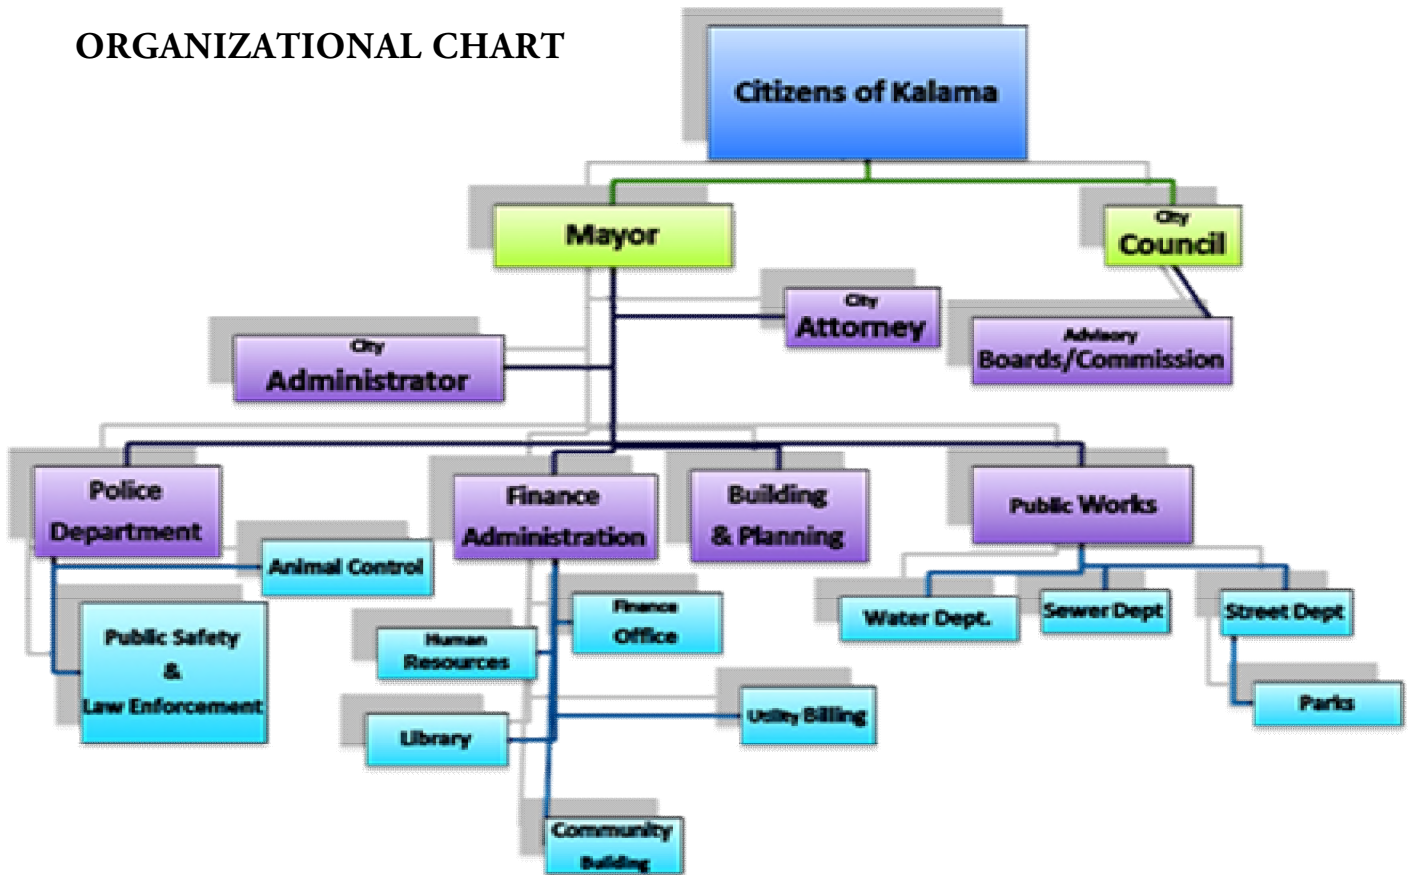 ORGANIZATIONAL CHART
Citizens of Kalama
Mayor
City
Council
City
Attorney
Advisory
Boards/Commission
City
Administrator
Police
Department
Finance
Administration
Building
& Planning
Public Works
Animal Control
Public Safety
&
Law Enforcement
Human
Resources
Finance
Office
Library
Utility Billing
Community
Building
Water Dept.
Sewer Dept
Street Dept
Parks